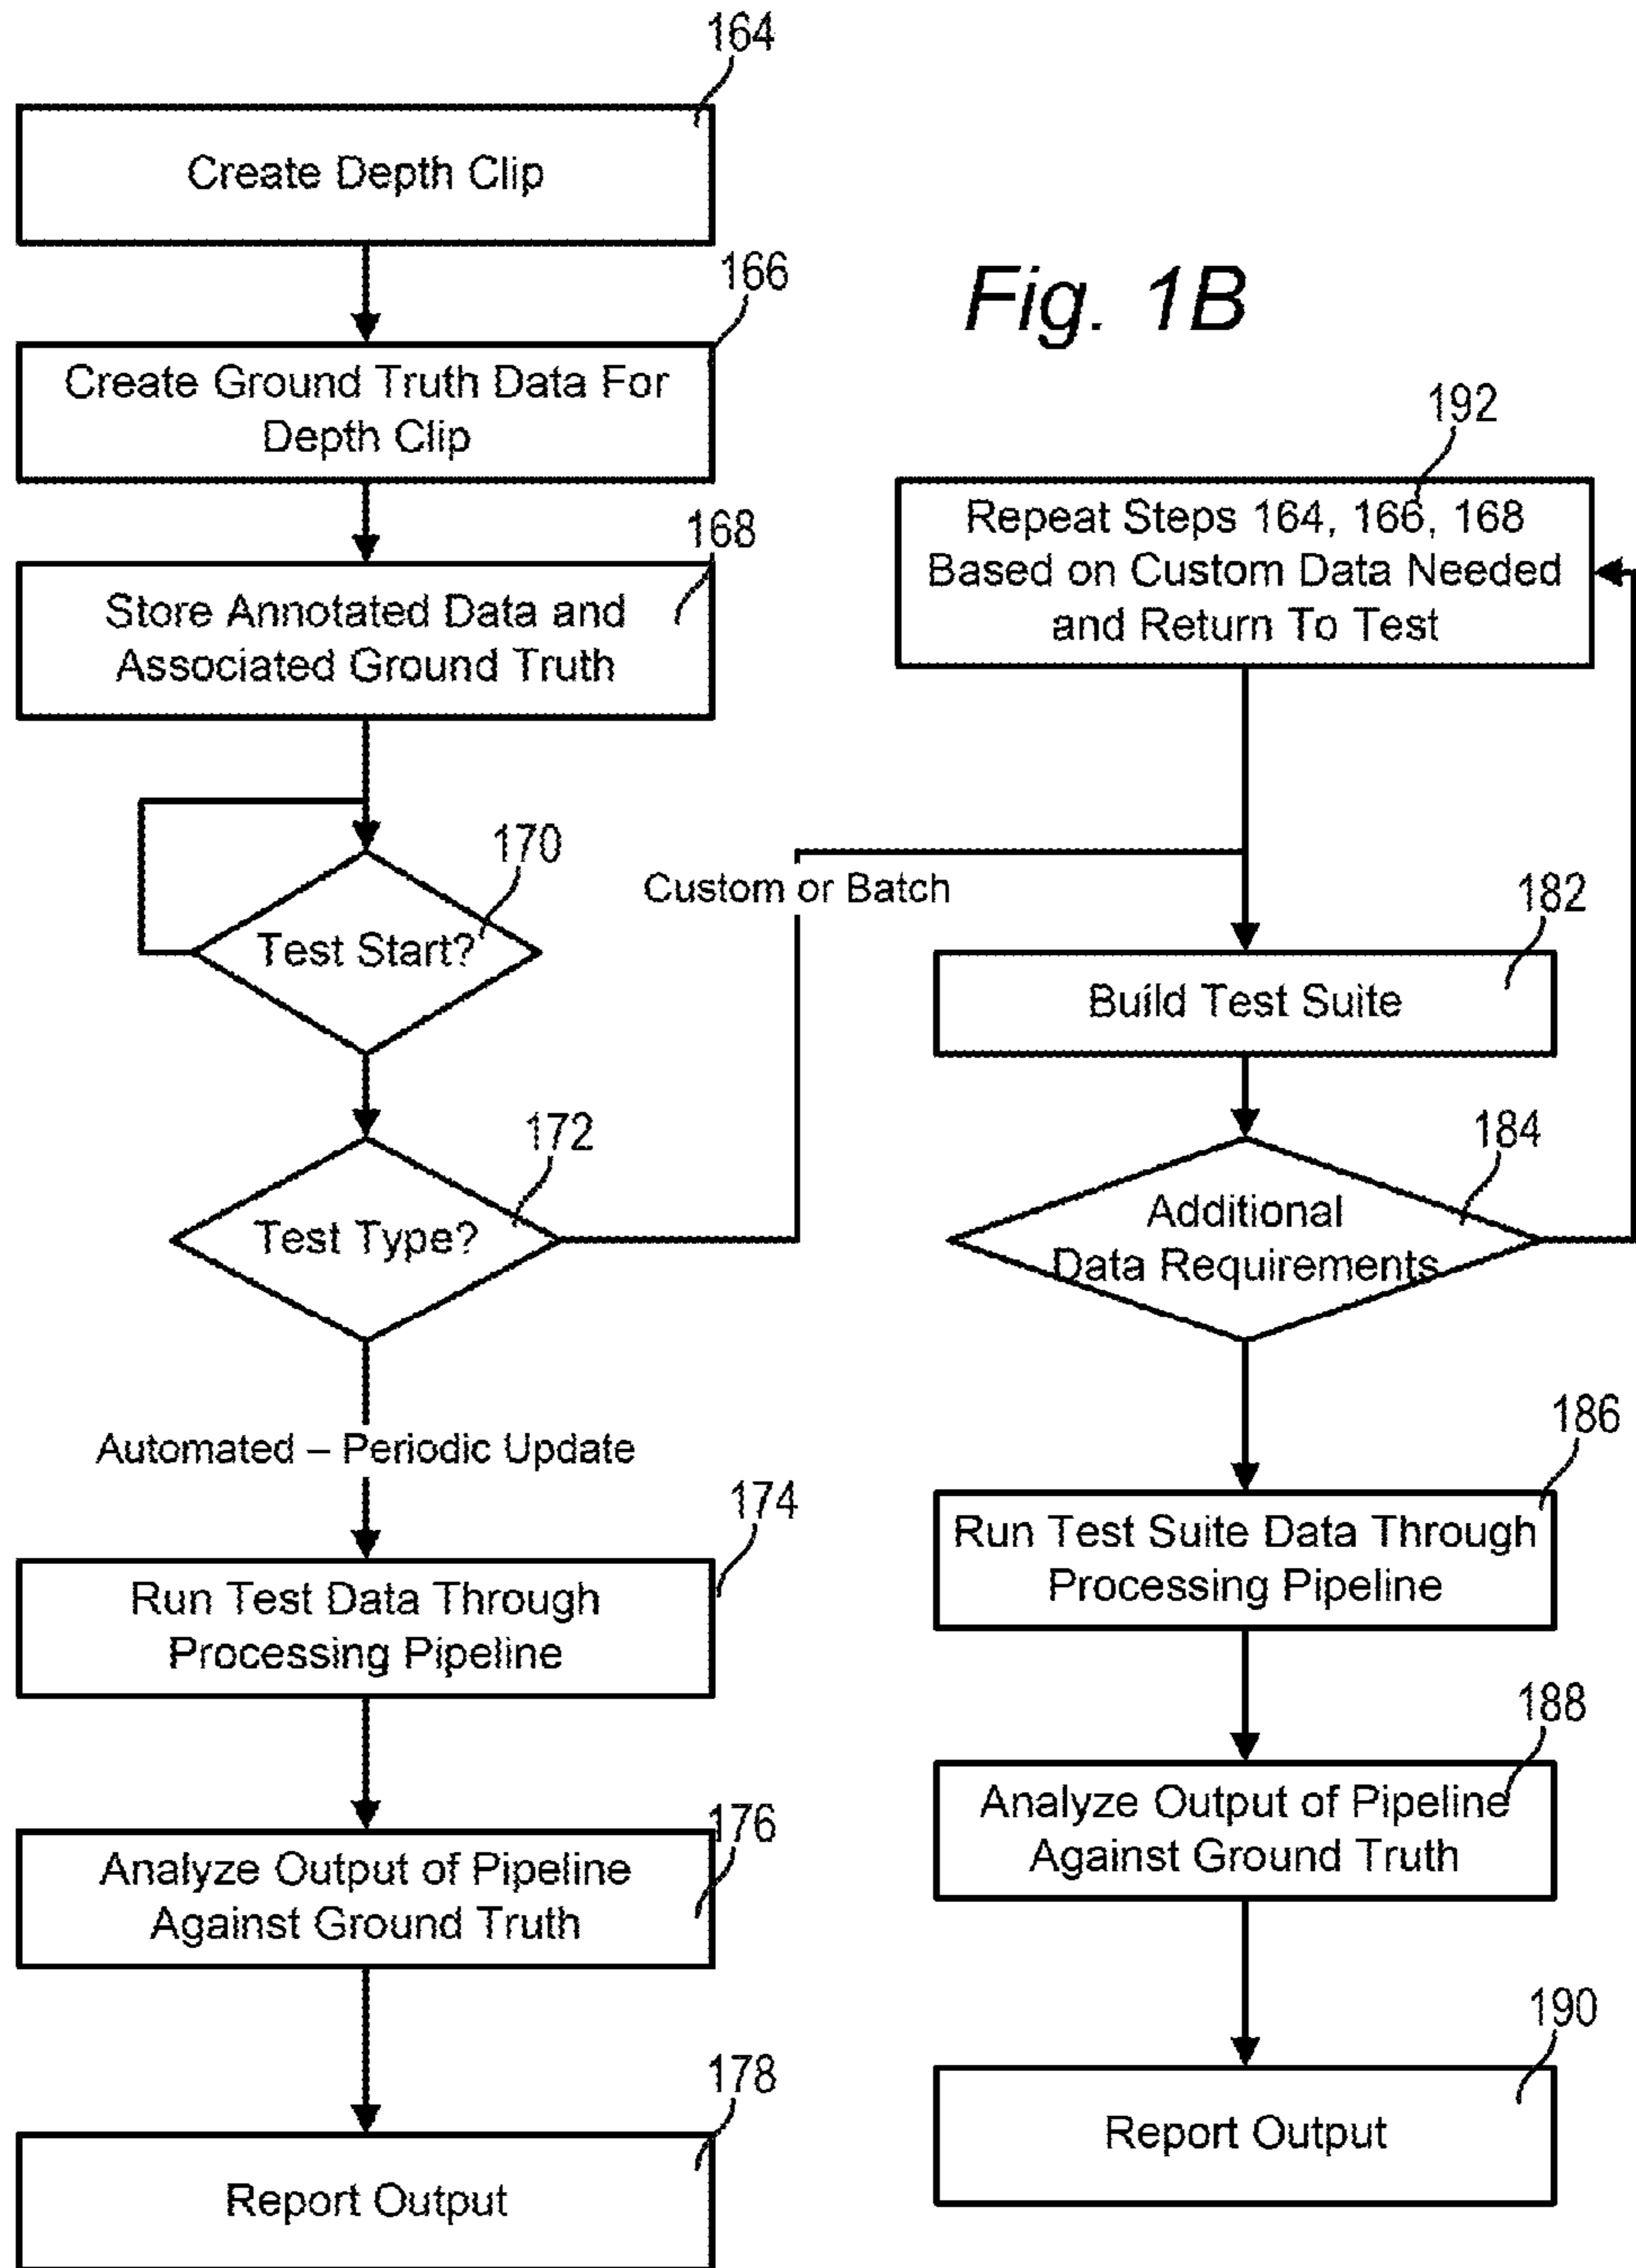 164
Create Depth Clip
166
Create Ground Truth Data For
Depth Clip
168
Store Annotated Data and
Associated Ground Truth
170
Test Start?
172
Test Type?
Automated – Periodic Update
174
Run Test Data Through
Processing Pipeline
176
Analyze Output of Pipeline
Against Ground Truth
178
Report Output
Fig. 1B
192
Repeat Steps 164, 166, 168
Based on Custom Data Needed
and Return To Test
Custom or Batch
182
Build Test Suite
184
Additional
Data Requirements
186
Run Test Suite Data Through
Processing Pipeline
188
Analyze Output of Pipeline
Against Ground Truth
190
Report Output